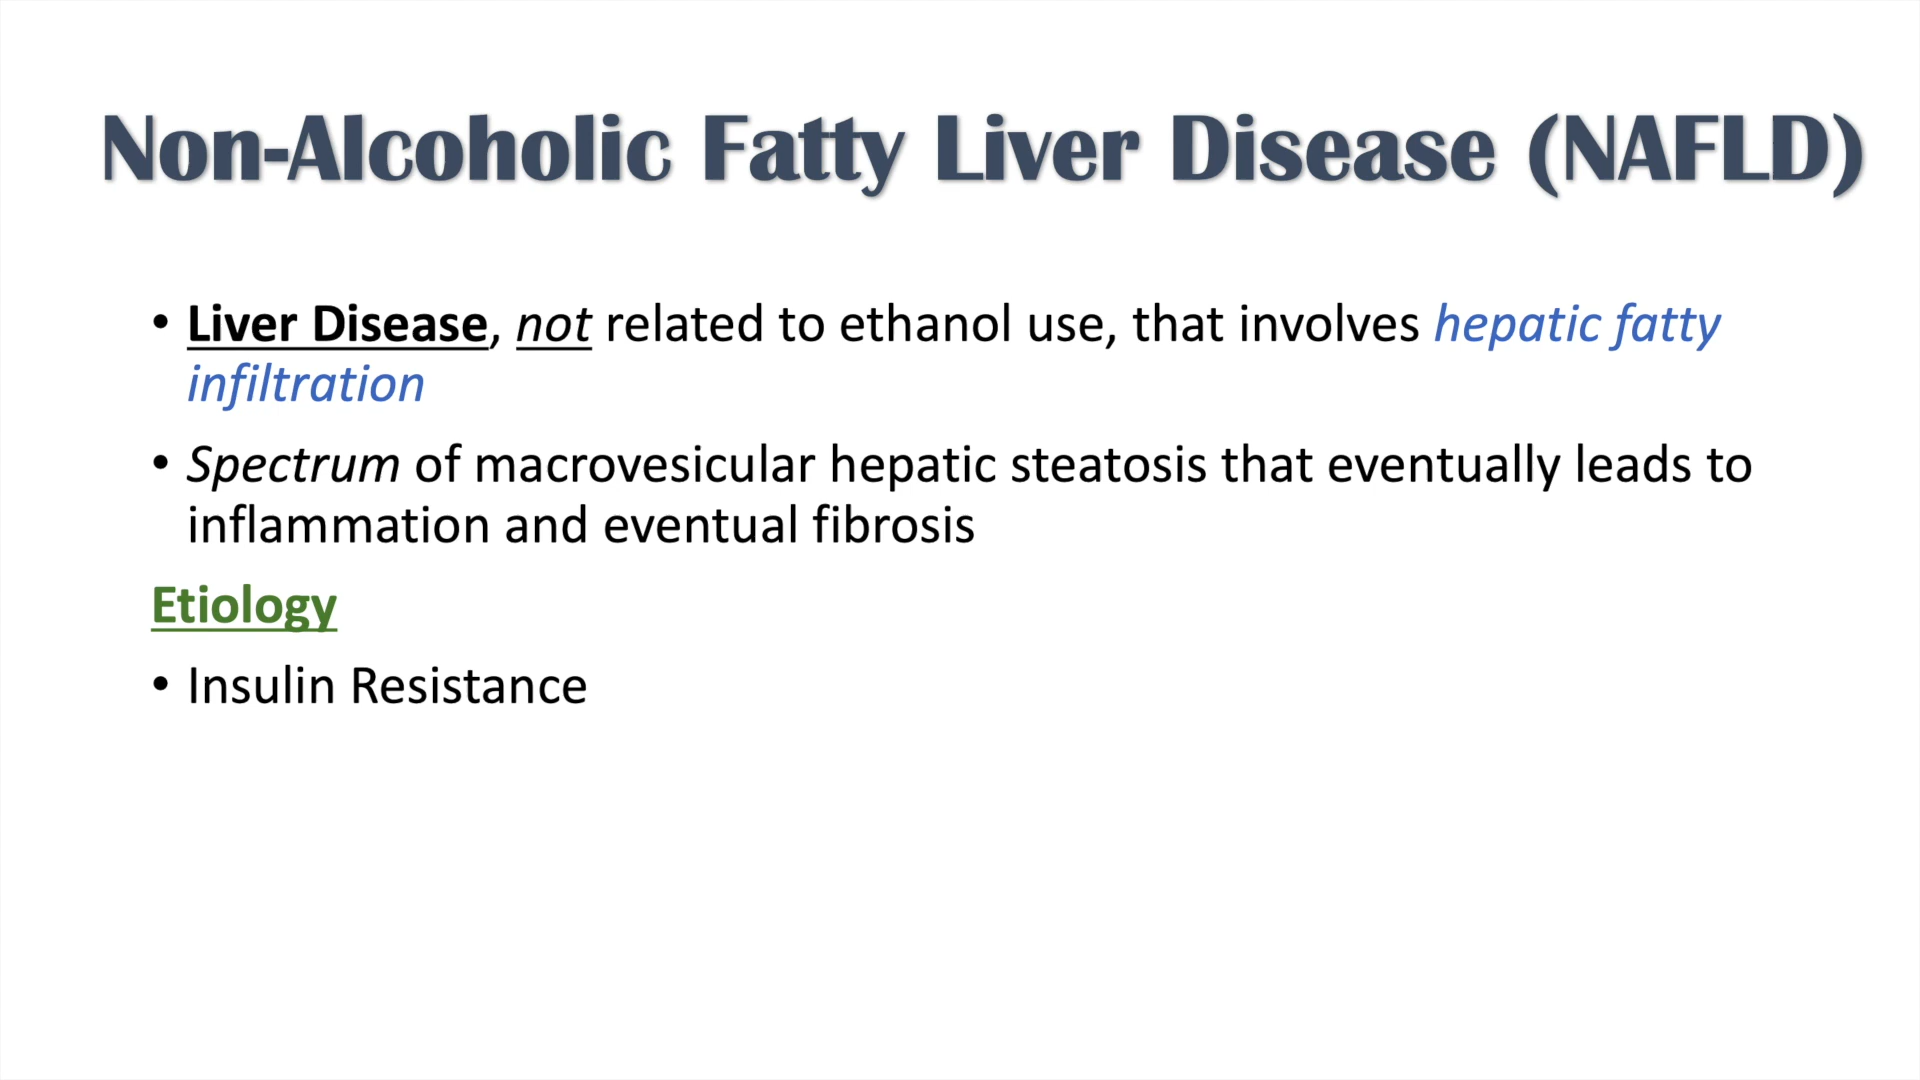 Non-Alcoholic Fatty Liver Disease (NAFLD)
• Liver Disease, not related to ethanol use, that involves hepatic fatty
infiltration
• Spectrum of macrovesicular hepatic steatosis that eventually leads to
inflammation and eventual fibrosis
Etiology
• Insulin Resistance